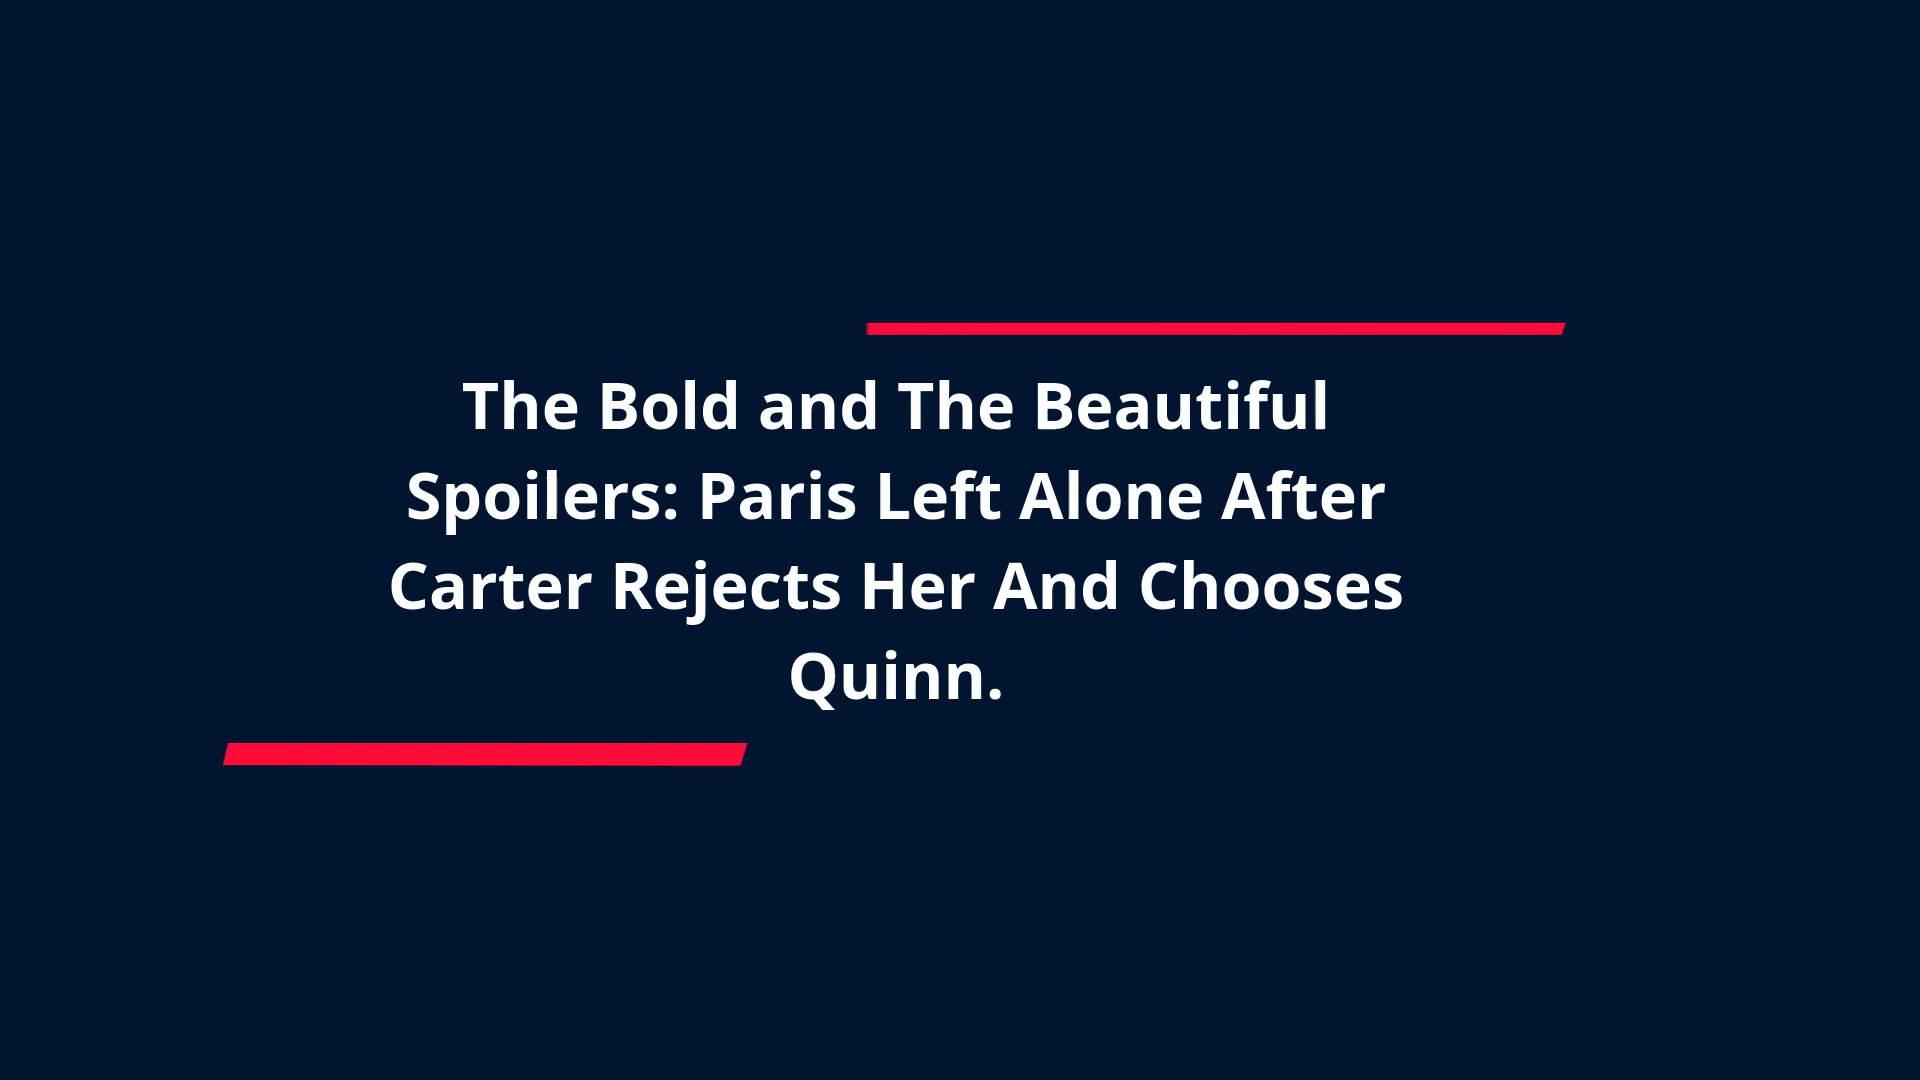 The Bold and The Beautiful
Spoilers: Paris Left Alone After
Carter Rejects Her And Chooses
Quinn.